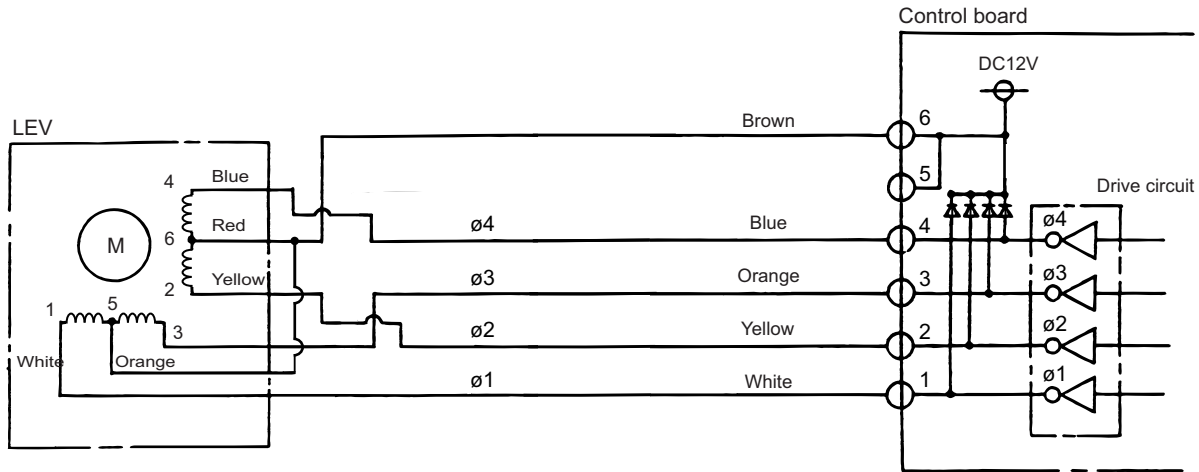 Control board
DC12V
LEV
Brown
6
5
4
Blue
Drive circuit
6
Red
ø4
Blue
4
ø4
M
2
Yellow
ø3
Orange
3
ø3
1
5
3
ø2
Yellow
2
ø2
White
Orange
ø1
White
1
ø1